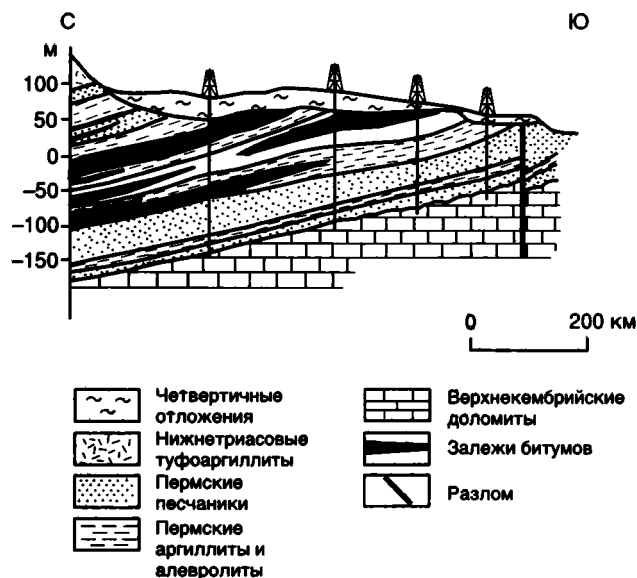 С Ю
м
100
50
0
−50
−100
−150
0 200 км
Четвертичные
отложения
Нижнетриасовые
туфоаргиллиты
Пермские
песчаники
Пермские
аргиллиты и
алевролиты
Верхнекембрийские
доломиты
Залежи битумов
Разлом